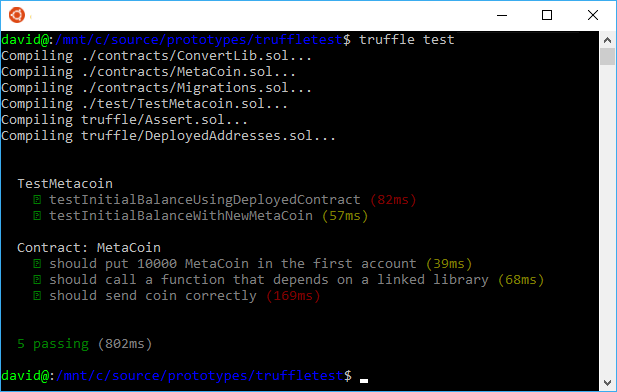 david@:/mnt/c/source/prototypes/truffletest$ truffle test
Compiling ./contracts/ConvertLib.sol...
Compiling ./contracts/MetaCoin.sol...
Compiling ./contracts/Migrations.sol...
Compiling ./test/TestMetacoin.sol...
Compiling truffle/Assert.sol...
Compiling truffle/DeployedAddresses.sol...
TestMetacoin
testInitialBalanceUsingDeployedContract (82ms)
testInitialBalanceWithNewMetaCoin (57ms)
Contract: MetaCoin
should put 10000 MetaCoin in the first account (39ms)
should call a function that depends on a linked library (68ms)
should send coin correctly (169ms)
5 passing (802ms)
david@:/mnt/c/source/prototypes/truffletest$